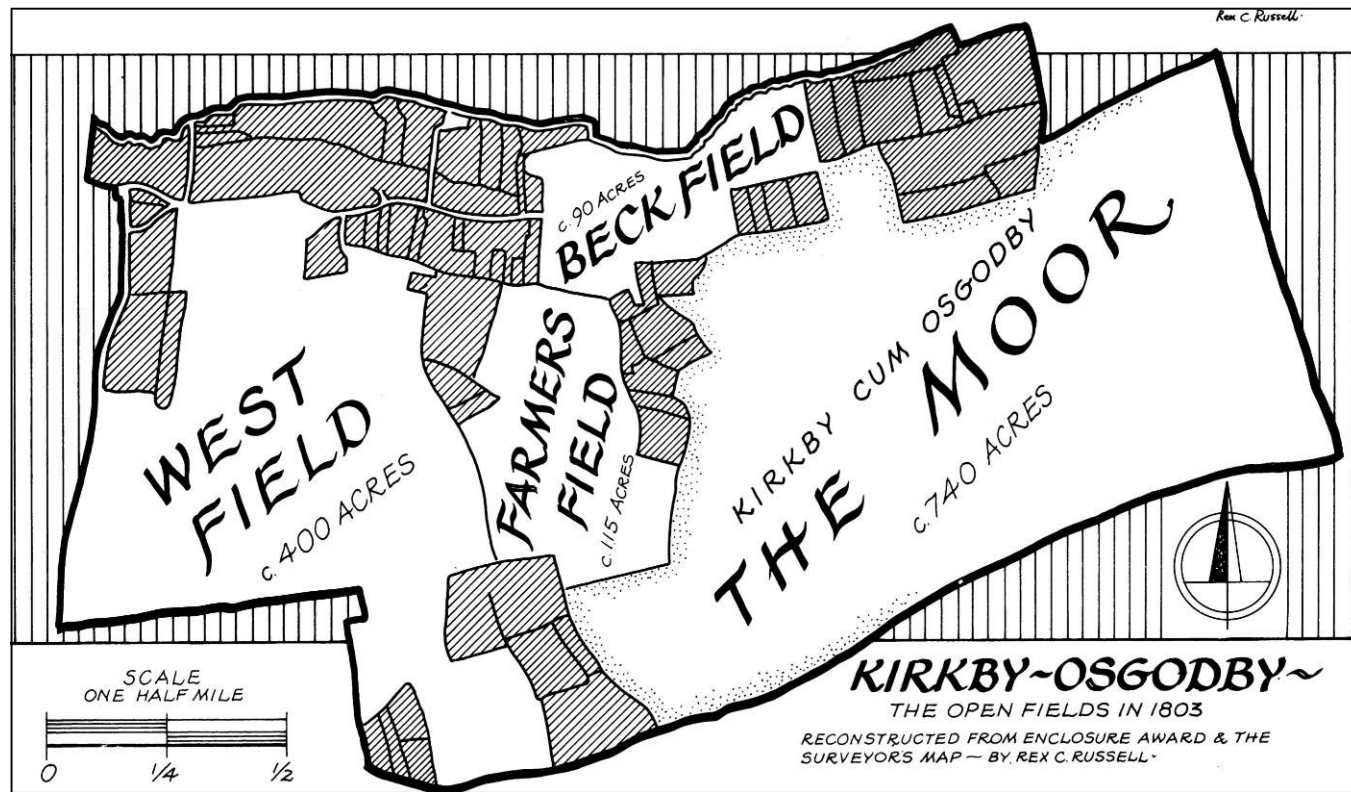 Rex C. Russell.
c. 90 ACRES
BECK FIELD
WEST
FIELD
c. 400 ACRES
FARMERS
FIELD
c. 115 ACRES
KIRKBY CUM OSGODBY
THE MOOR
c. 740 ACRES
SCALE
ONE HALF MILE
0 1/4 1/2
KIRKBY~OSGODBY~
THE OPEN FIELDS IN 1803
RECONSTRUCTED FROM ENCLOSURE AWARD & THE
SURVEYOR'S MAP ~ BY REX C. RUSSELL ·